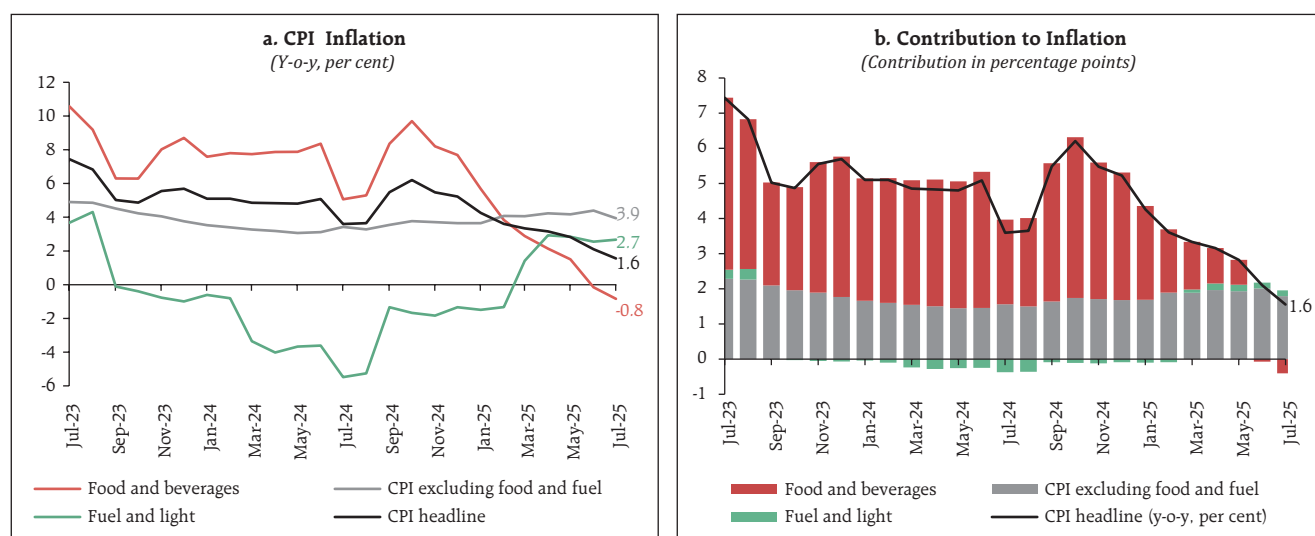 a. CPI Inflation
(Y-o-y, per cent)
12
10
8
6
4
2
0
-2
-4
-6
3.9
2.7
1.6
-0.8
Jul-23
Sep-23
Nov-23
Jan-24
Mar-24
May-24
Jul-24
Sep-24
Nov-24
Jan-25
Mar-25
May-25
Jul-25
Food and beverages
CPI excluding food and fuel
Fuel and light
CPI headline
b. Contribution to Inflation
(Contribution in percentage points)
8
7
6
5
4
3
2
1
0
-1
1.6
Jul-23
Sep-23
Nov-23
Jan-24
Mar-24
May-24
Jul-24
Sep-24
Nov-24
Jan-25
Mar-25
May-25
Jul-25
Food and beverages
CPI excluding food and fuel
Fuel and light
CPI headline (y-o-y, per cent)